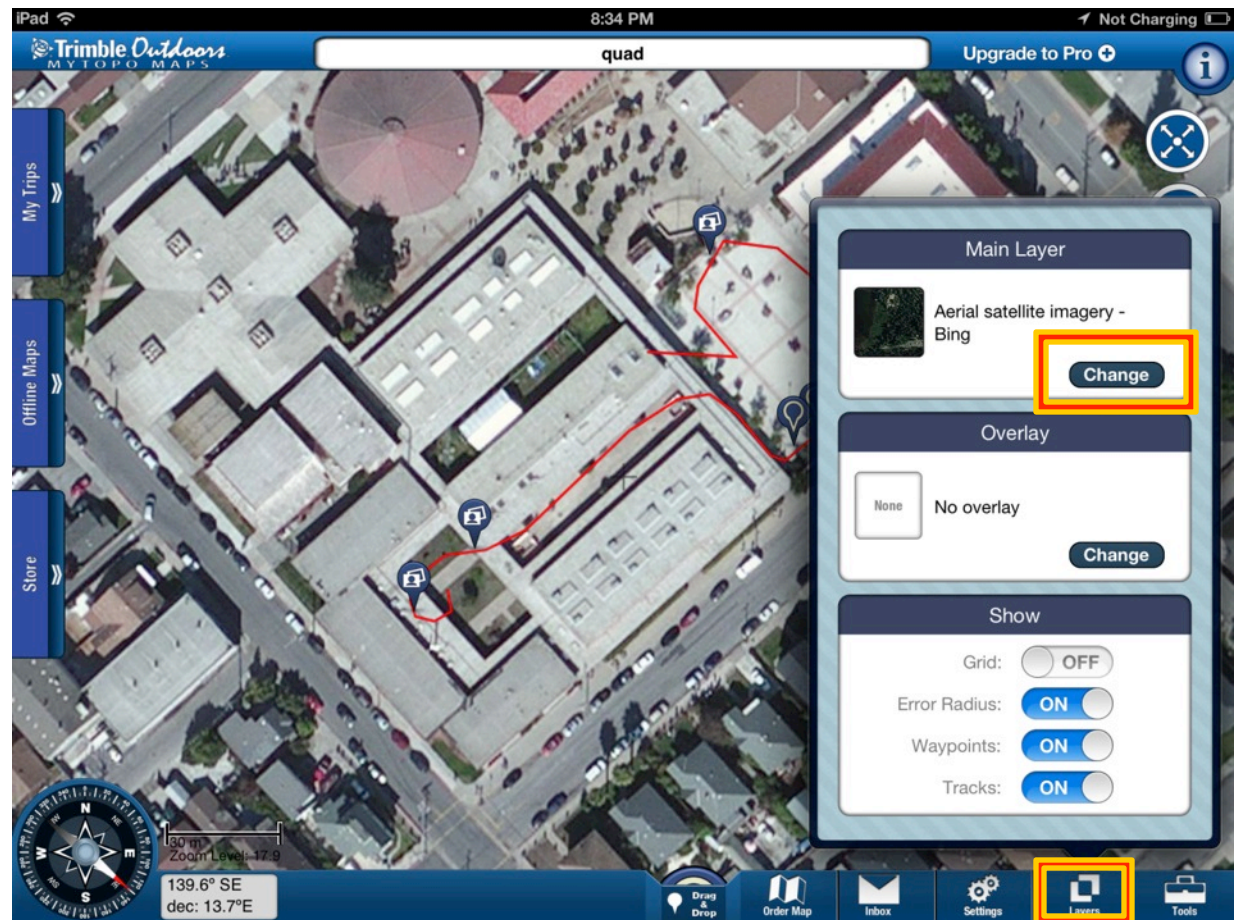 iPad 8:34 PM Not Charging
Trimble Outdoors
MYTOPO MAPS
quad
Upgrade to Pro
i
My Trips
Offline Maps
Store
Main Layer
Aerial satellite imagery -
Bing
Change
Overlay
None
No overlay
Change
Show
Grid: OFF
Error Radius: ON
Waypoints: ON
Tracks: ON
N
NE
E
S
SW
W
NW
30 m
Zoom Level: 17.9
139.6° SE
dec: 13.7°E
Drag
&
Drop
Order Map
Inbox
Settings
Layers
Tools